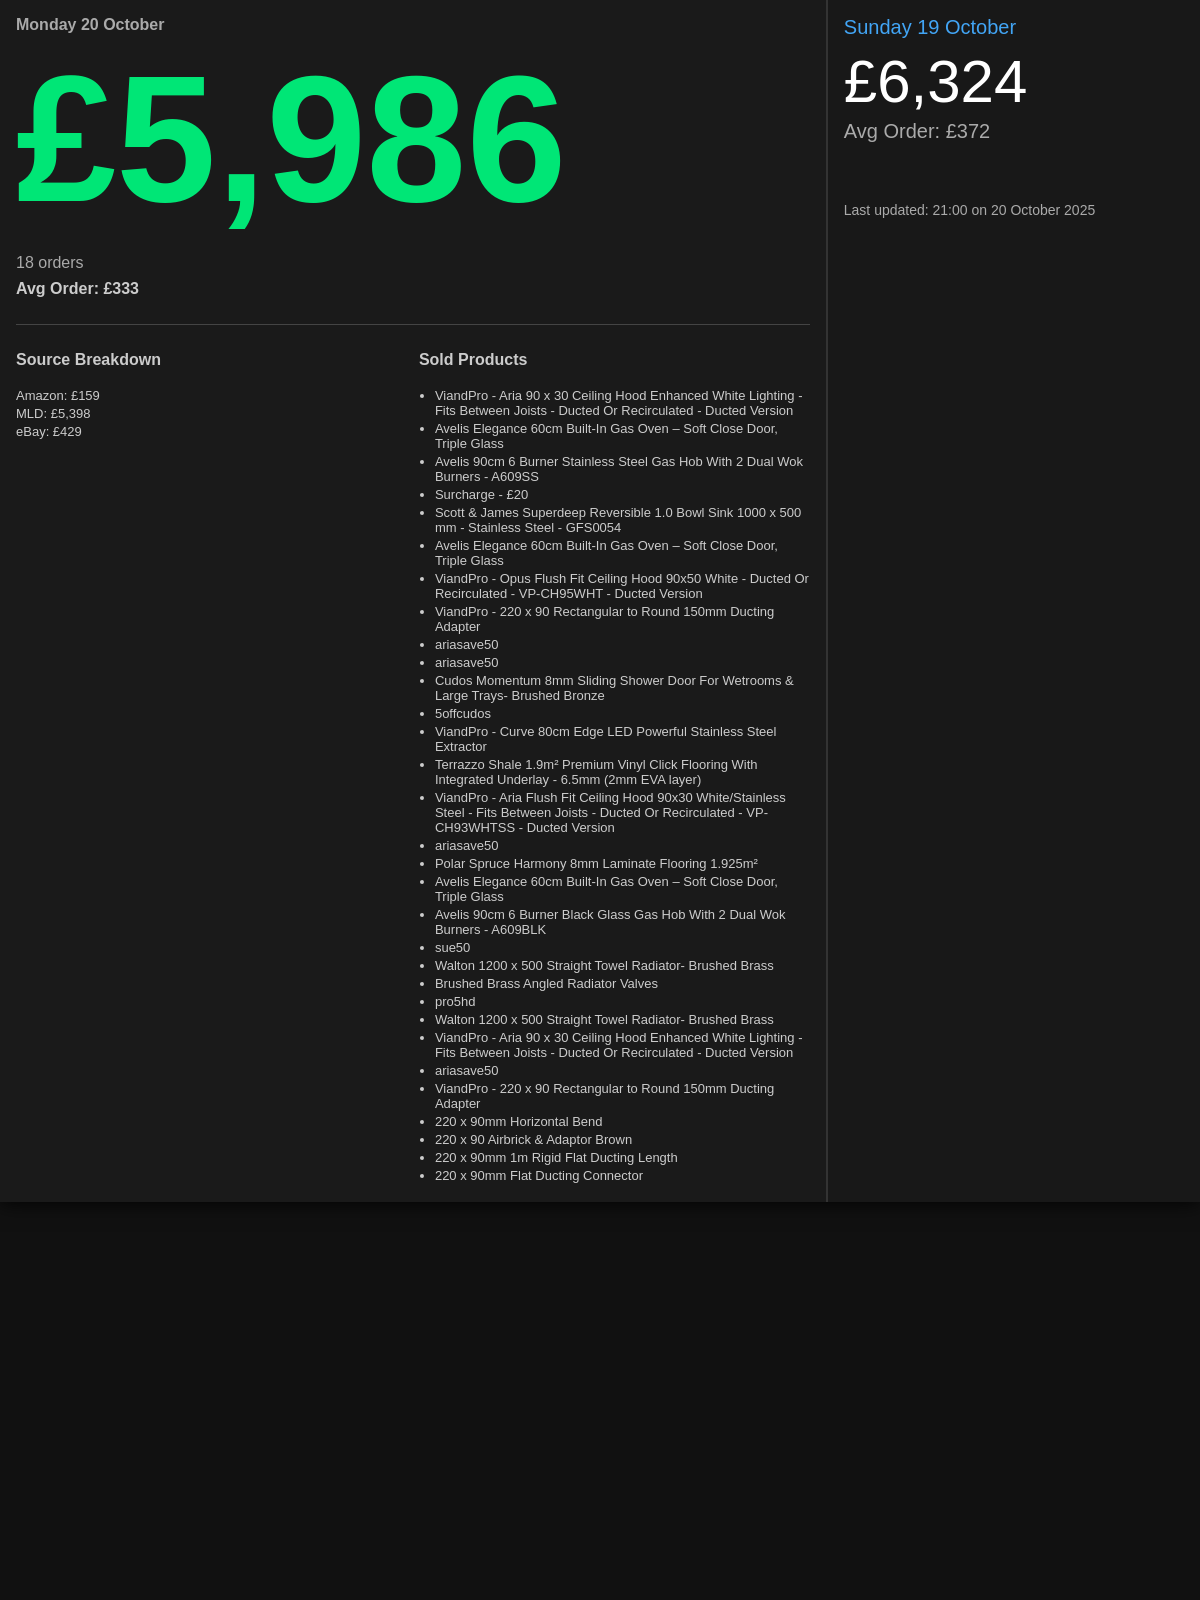 Monday 20 October
£5,986
18 orders
Avg Order: £333
Source Breakdown
Amazon: £159
MLD: £5,398
eBay: £429
Sold Products
ViandPro - Aria 90 x 30 Ceiling Hood Enhanced White Lighting -
Fits Between Joists - Ducted Or Recirculated - Ducted Version
Avelis Elegance 60cm Built-In Gas Oven – Soft Close Door,
Triple Glass
Avelis 90cm 6 Burner Stainless Steel Gas Hob With 2 Dual Wok
Burners - A609SS
Surcharge - £20
Scott & James Superdeep Reversible 1.0 Bowl Sink 1000 x 500
mm - Stainless Steel - GFS0054
Avelis Elegance 60cm Built-In Gas Oven – Soft Close Door,
Triple Glass
ViandPro - Opus Flush Fit Ceiling Hood 90x50 White - Ducted Or
Recirculated - VP-CH95WHT - Ducted Version
ViandPro - 220 x 90 Rectangular to Round 150mm Ducting
Adapter
ariasave50
ariasave50
Cudos Momentum 8mm Sliding Shower Door For Wetrooms &
Large Trays- Brushed Bronze
5offcudos
ViandPro - Curve 80cm Edge LED Powerful Stainless Steel
Extractor
Terrazzo Shale 1.9m² Premium Vinyl Click Flooring With
Integrated Underlay - 6.5mm (2mm EVA layer)
ViandPro - Aria Flush Fit Ceiling Hood 90x30 White/Stainless
Steel - Fits Between Joists - Ducted Or Recirculated - VP-
CH93WHTSS - Ducted Version
ariasave50
Polar Spruce Harmony 8mm Laminate Flooring 1.925m²
Avelis Elegance 60cm Built-In Gas Oven – Soft Close Door,
Triple Glass
Avelis 90cm 6 Burner Black Glass Gas Hob With 2 Dual Wok
Burners - A609BLK
sue50
Walton 1200 x 500 Straight Towel Radiator- Brushed Brass
Brushed Brass Angled Radiator Valves
pro5hd
Walton 1200 x 500 Straight Towel Radiator- Brushed Brass
ViandPro - Aria 90 x 30 Ceiling Hood Enhanced White Lighting -
Fits Between Joists - Ducted Or Recirculated - Ducted Version
ariasave50
ViandPro - 220 x 90 Rectangular to Round 150mm Ducting
Adapter
220 x 90mm Horizontal Bend
220 x 90 Airbrick & Adaptor Brown
220 x 90mm 1m Rigid Flat Ducting Length
220 x 90mm Flat Ducting Connector
Sunday 19 October
£6,324
Avg Order: £372
Last updated: 21:00 on 20 October 2025